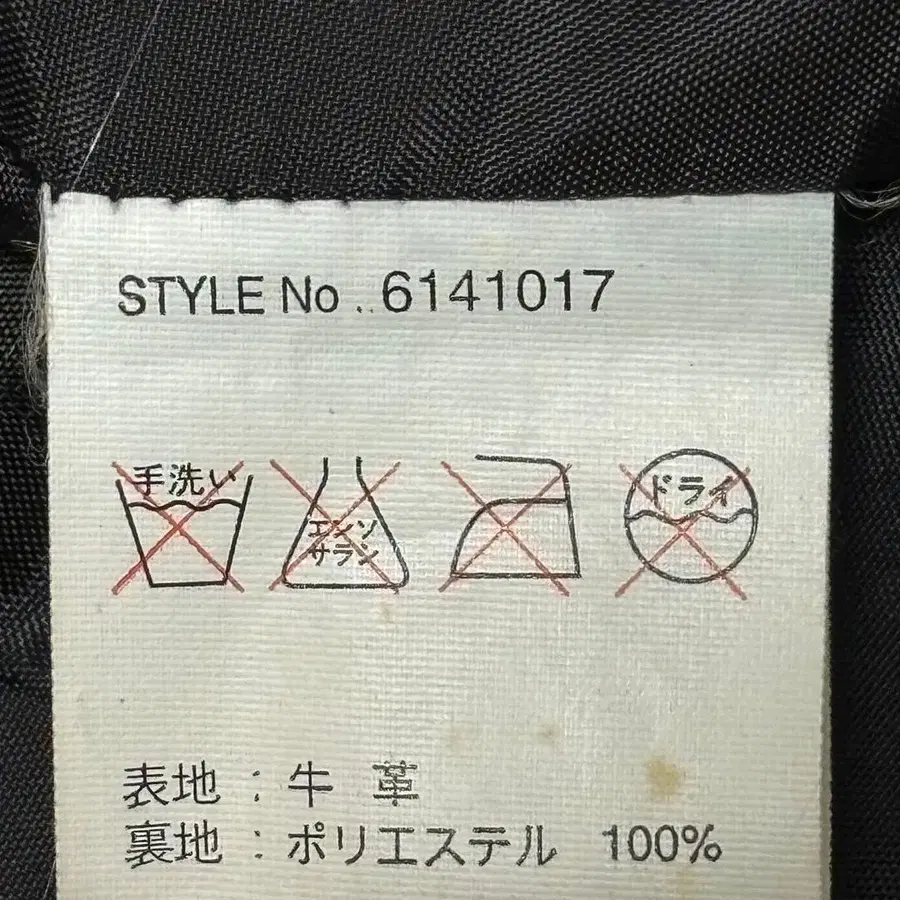 STYLE No..6141017
手洗い
エンソ
サラシ
ドライ
表地:牛 革
裏地:ポリエステル 100%